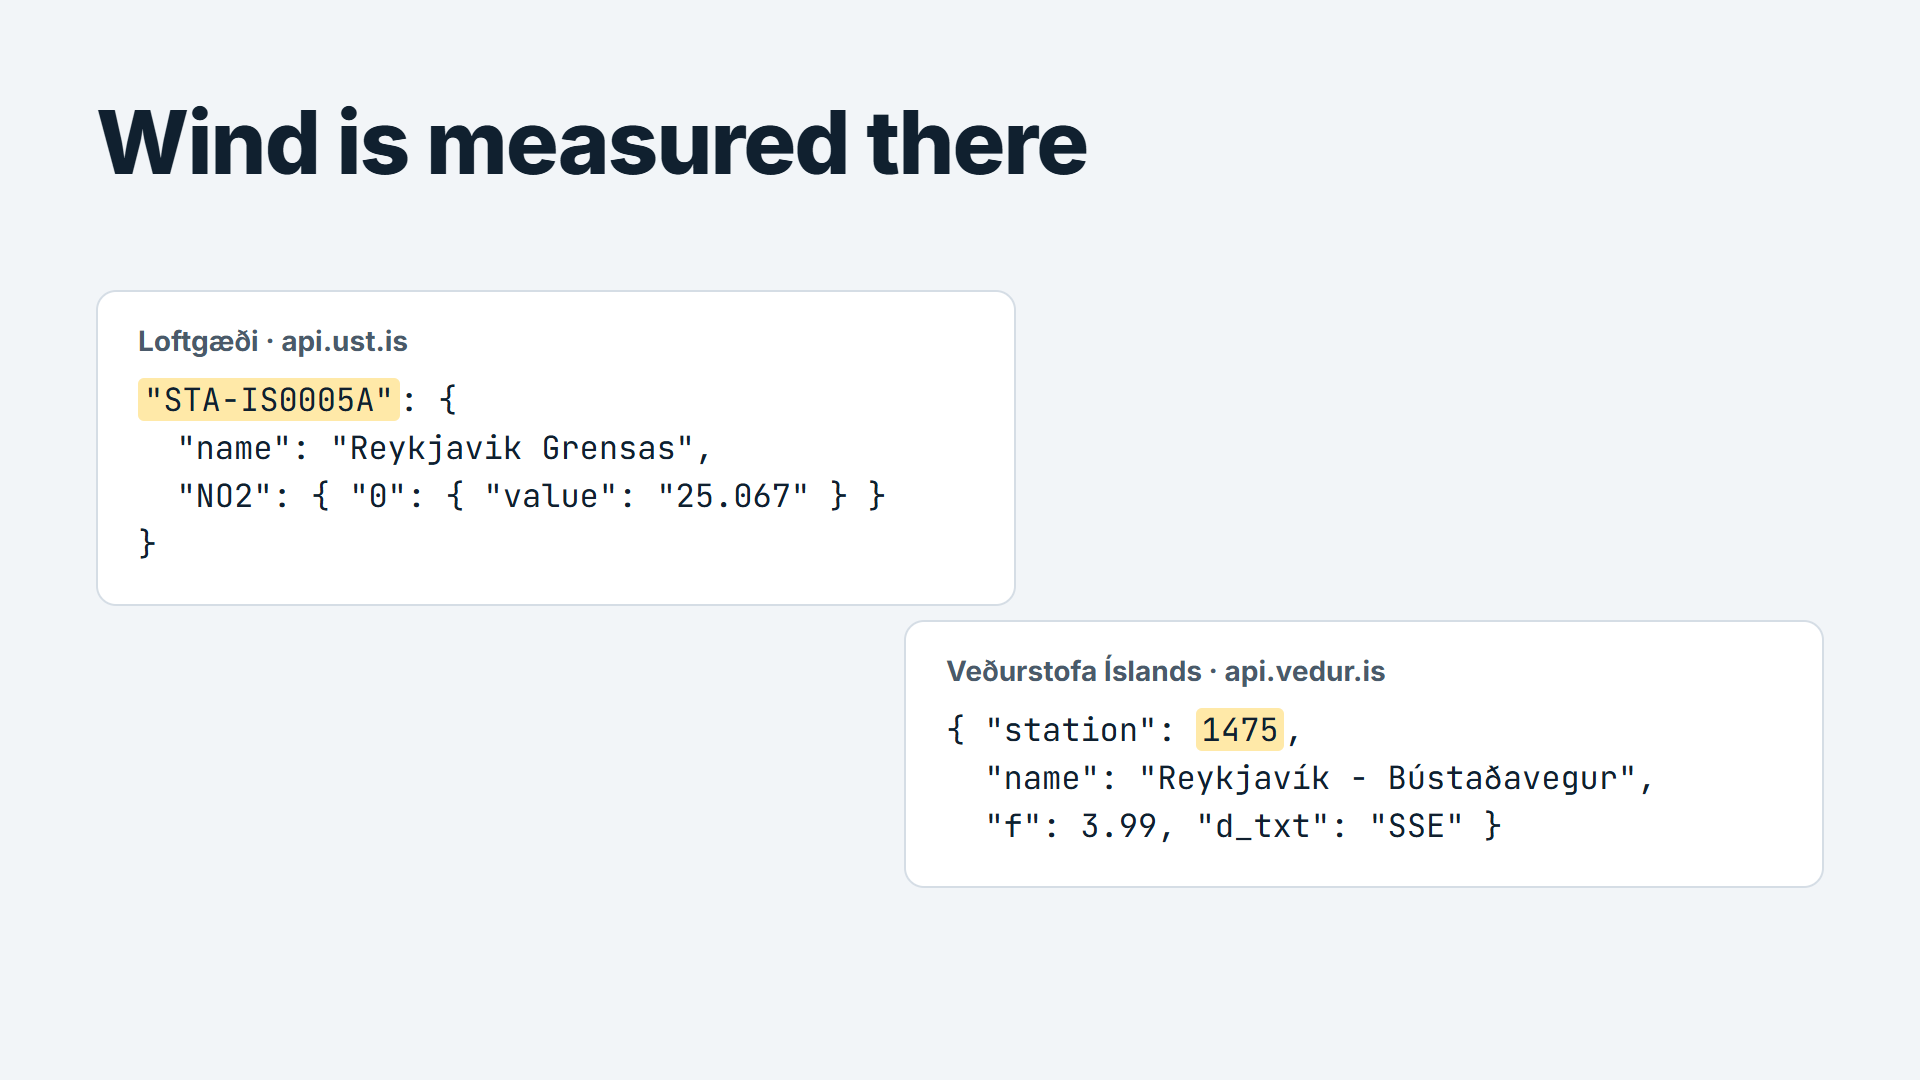 Wind is measured there
Loftgæði · api.ust.is
"STA-IS0005A": {
  "name": "Reykjavik Grensas",
  "NO2": { "0": { "value": "25.067" } }
}
Veðurstofa Íslands · api.vedur.is
{ "station": 1475,
  "name": "Reykjavík - Bústaðavegur",
  "f": 3.99, "d_txt": "SSE" }